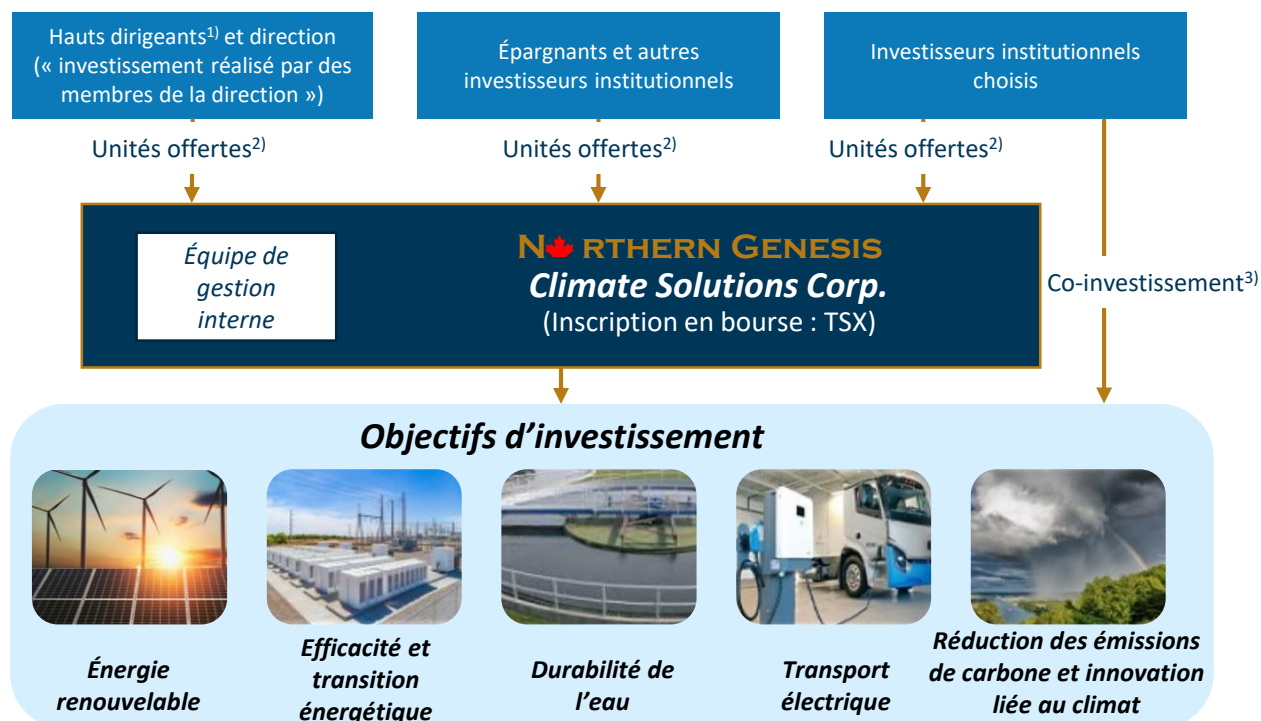 Hauts dirigeants1) et direction
(« investissement réalisé par des
membres de la direction »)
Épargnants et autres
investisseurs institutionnels
Investisseurs institutionnels
choisis
Unités offertes2)
Unités offertes2)
Unités offertes2)
Équipe de
gestion
interne
NORTHERN GENESIS
Climate Solutions Corp.
(Inscription en bourse : TSX)
Co-investissement3)
Objectifs d’investissement
Énergie
renouvelable
Efficacité et
transition
énergétique
Durabilité de
l’eau
Transport
électrique
Réduction des émissions
de carbone et innovation
liée au climat